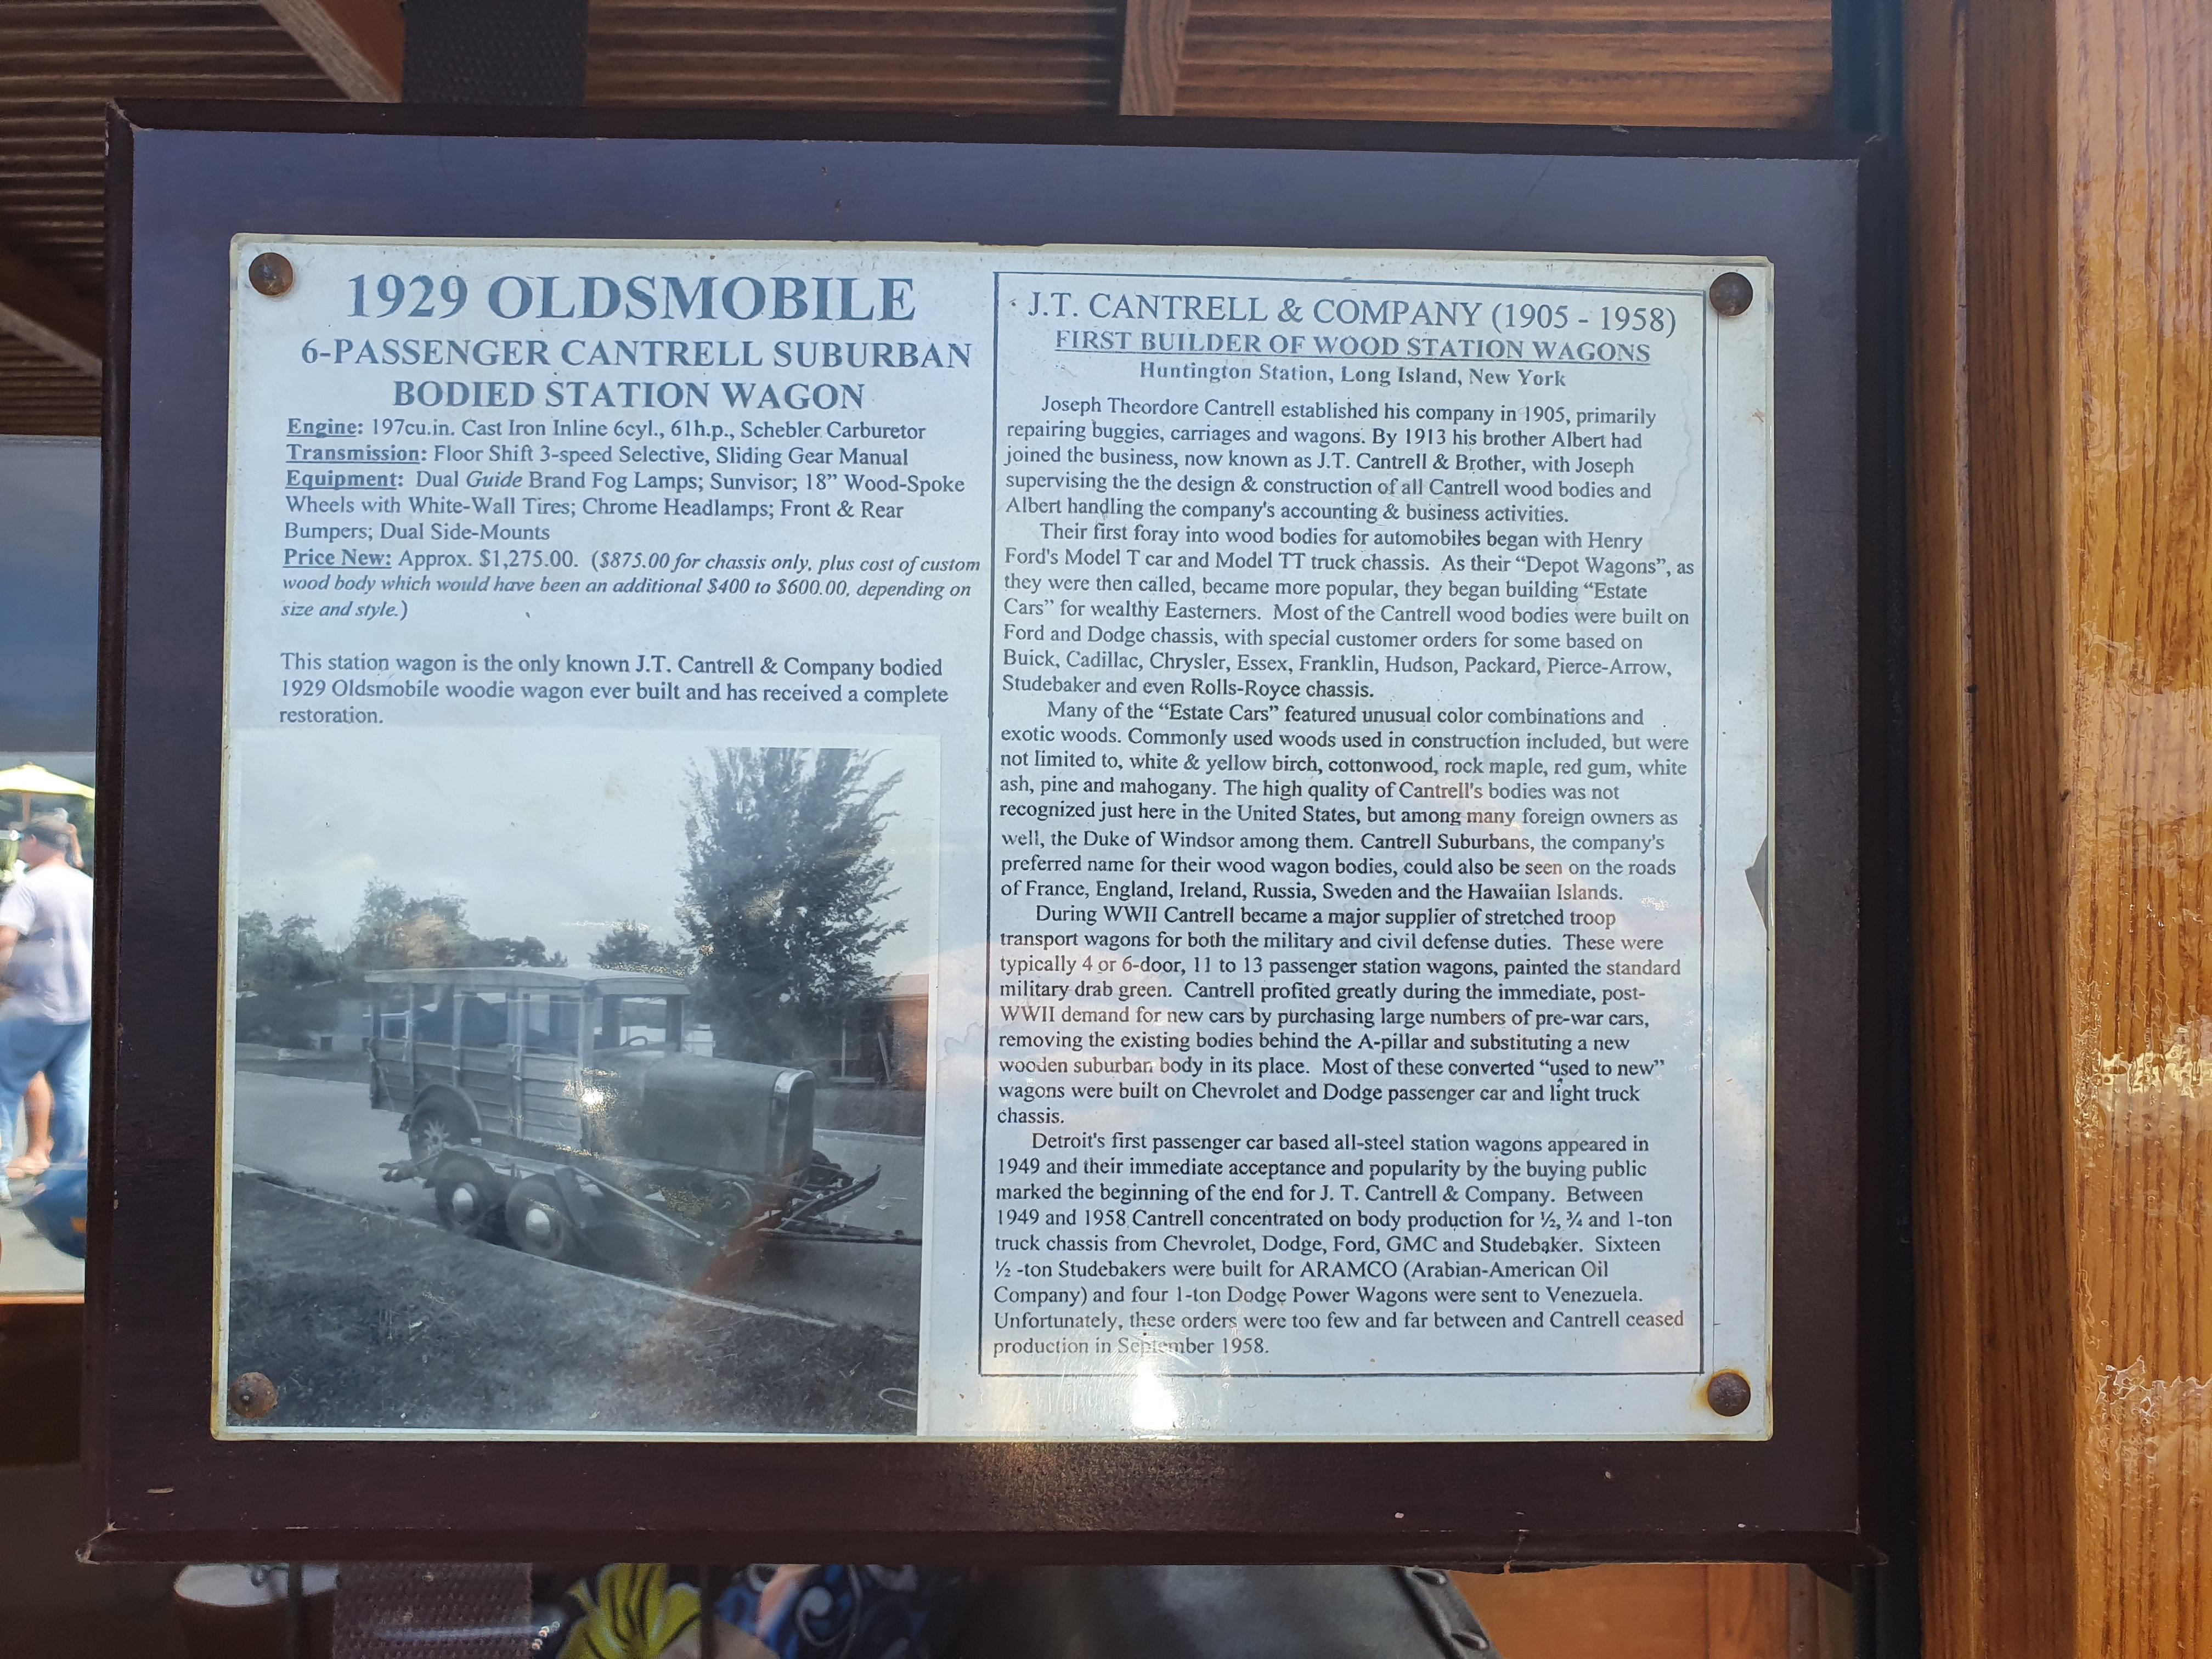 1929 OLDSMOBILE
6-PASSENGER CANTRELL SUBURBAN
BODIED STATION WAGON
Engine: 197cu.in. Cast Iron Inline 6cyl., 61h.p., Schebler Carburetor
Transmission: Floor Shift 3-speed Selective, Sliding Gear Manual
Equipment: Dual Guide Brand Fog Lamps; Sunvisor; 18” Wood-Spoke
Wheels with White-Wall Tires; Chrome Headlamps; Front & Rear
Bumpers; Dual Side-Mounts
Price New: Approx. $1,275.00. ($875.00 for chassis only, plus cost of custom
wood body which would have been an additional $400 to $600.00, depending on
size and style.)
This station wagon is the only known J.T. Cantrell & Company bodied
1929 Oldsmobile woodie wagon ever built and has received a complete
restoration.
J.T. CANTRELL & COMPANY (1905 - 1958)
FIRST BUILDER OF WOOD STATION WAGONS
Huntington Station, Long Island, New York
Joseph Theordore Cantrell established his company in 1905, primarily
repairing buggies, carriages and wagons. By 1913 his brother Albert had
joined the business, now known as J.T. Cantrell & Brother, with Joseph
supervising the the design & construction of all Cantrell wood bodies and
Albert handling the company's accounting & business activities.
Their first foray into wood bodies for automobiles began with Henry
Ford's Model T car and Model TT truck chassis. As their “Depot Wagons”, as
they were then called, became more popular, they began building “Estate
Cars” for wealthy Easterners. Most of the Cantrell wood bodies were built on
Ford and Dodge chassis, with special customer orders for some based on
Buick, Cadillac, Chrysler, Essex, Franklin, Hudson, Packard, Pierce-Arrow,
Studebaker and even Rolls-Royce chassis.
Many of the “Estate Cars” featured unusual color combinations and
exotic woods. Commonly used woods used in construction included, but were
not limited to, white & yellow birch, cottonwood, rock maple, red gum, white
ash, pine and mahogany. The high quality of Cantrell's bodies was not
recognized just here in the United States, but among many foreign owners as
well, the Duke of Windsor among them. Cantrell Suburbans, the company's
preferred name for their wood wagon bodies, could also be seen on the roads
of France, England, Ireland, Russia, Sweden and the Hawaiian Islands.
During WWII Cantrell became a major supplier of stretched troop
transport wagons for both the military and civil defense duties. These were
typically 4 or 6-door, 11 to 13 passenger station wagons, painted the standard
military drab green. Cantrell profited greatly during the immediate, post-
WWII demand for new cars by purchasing large numbers of pre-war cars,
removing the existing bodies behind the A-pillar and substituting a new
wooden suburban body in its place. Most of these converted “used to new”
wagons were built on Chevrolet and Dodge passenger car and light truck
chassis.
Detroit's first passenger car based all-steel station wagons appeared in
1949 and their immediate acceptance and popularity by the buying public
marked the beginning of the end for J. T. Cantrell & Company. Between
1949 and 1958 Cantrell concentrated on body production for ½, ¾ and 1-ton
truck chassis from Chevrolet, Dodge, Ford, GMC and Studebaker. Sixteen
½ -ton Studebakers were built for ARAMCO (Arabian-American Oil
Company) and four 1-ton Dodge Power Wagons were sent to Venezuela.
Unfortunately, these orders were too few and far between and Cantrell ceased
production in September 1958.